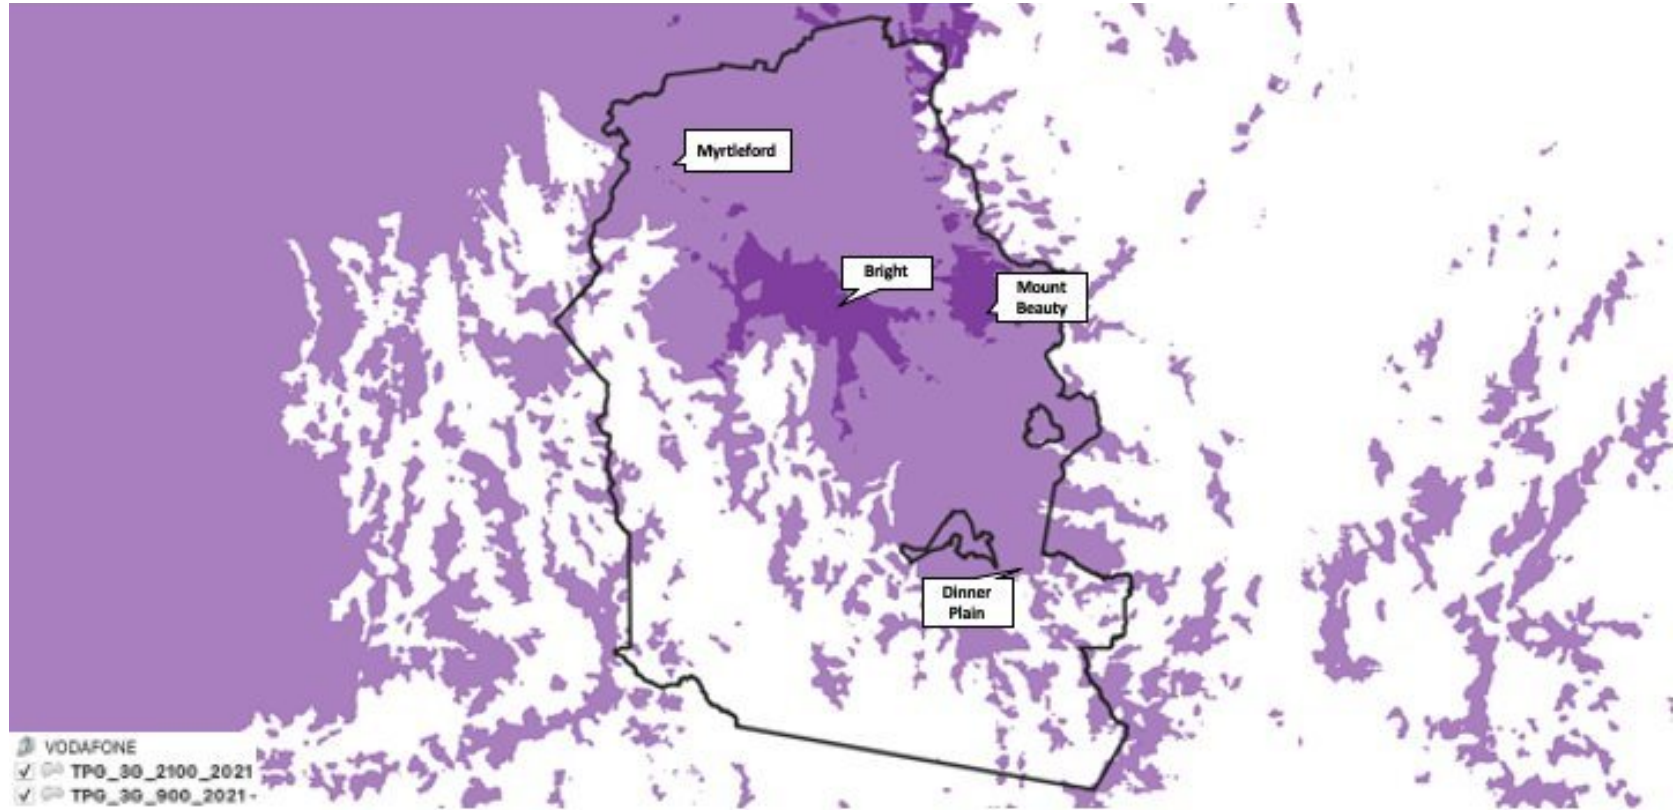 Myrtleford
Bright
Mount
Beauty
Dinner
Plain
VODAFONE
TPG_3G_2100_2021
TPG_3G_900_2021 -